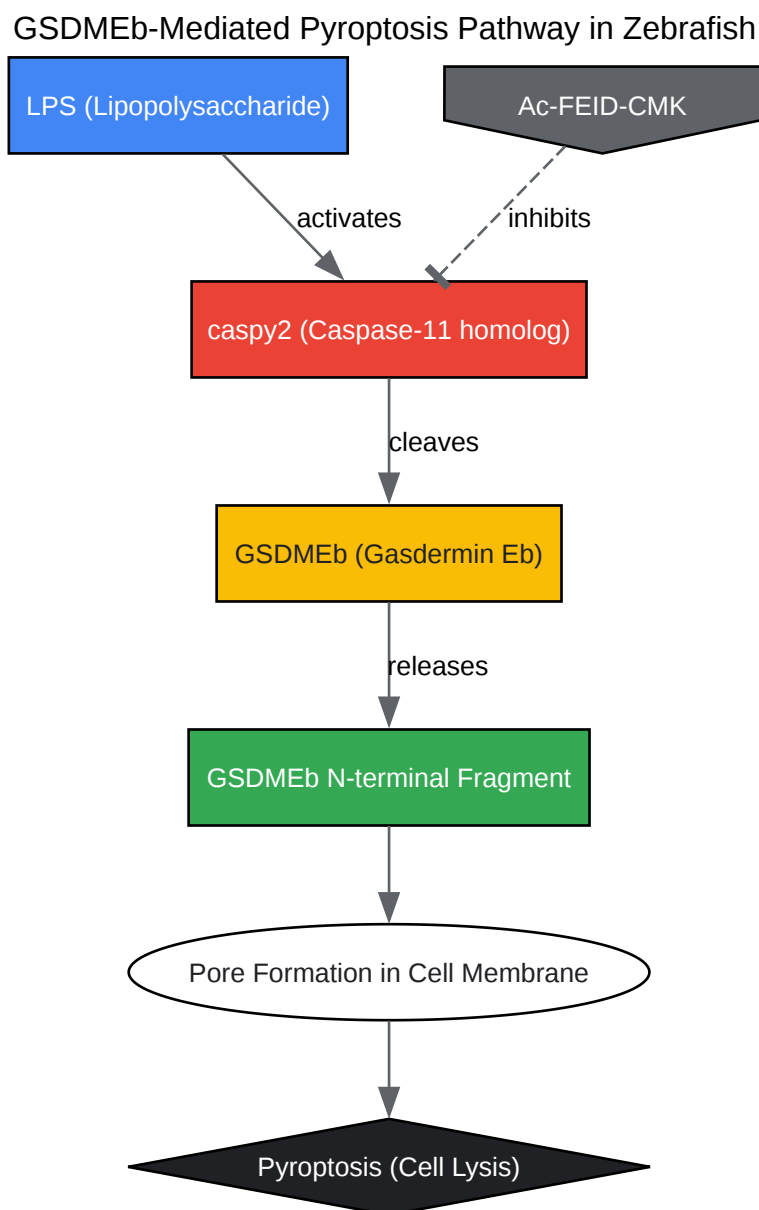 GSDMEb-Mediated Pyroptosis Pathway in Zebrafish
LPS (Lipopolysaccharide)
Ac-FEID-CMK
activates
inhibits
caspy2 (Caspase-11 homolog)
cleaves
GSDMEb (Gasdermin Eb)
releases
GSDMEb N-terminal Fragment
Pore Formation in Cell Membrane
Pyroptosis (Cell Lysis)